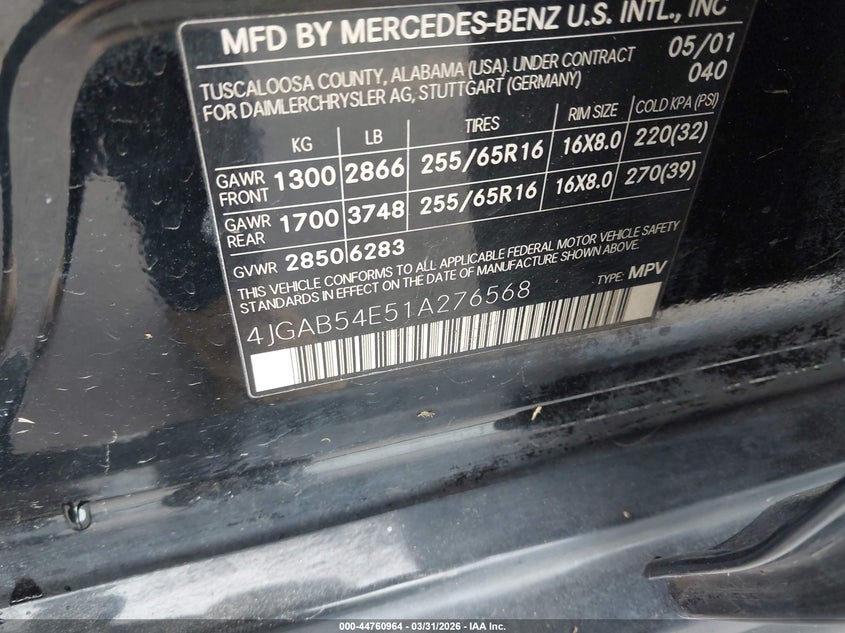 MFD BY MERCEDES-BENZ U.S. INTL., INC
TUSCALOOSA COUNTY, ALABAMA (USA). UNDER CONTRACT 05/01
FOR DAIMLERCHRYSLER AG, STUTTGART (GERMANY) 040
KG LB TIRES RIM SIZE COLD KPA (PSI)
GAWR FRONT 1300 2866 255/65R16 16X8.0 220(32)
GAWR REAR 1700 3748 255/65R16 16X8.0 270(39)
GVWR 2850 6283
THIS VEHICLE CONFORMS TO ALL APPLICABLE FEDERAL MOTOR VEHICLE SAFETY
STANDARDS IN EFFECT ON THE DATE OF MANUFACTURE SHOWN ABOVE.
TYPE: MPV
4JGAB54E51A276568
000-44760964 | 03/31/2026 - IAA Inc.